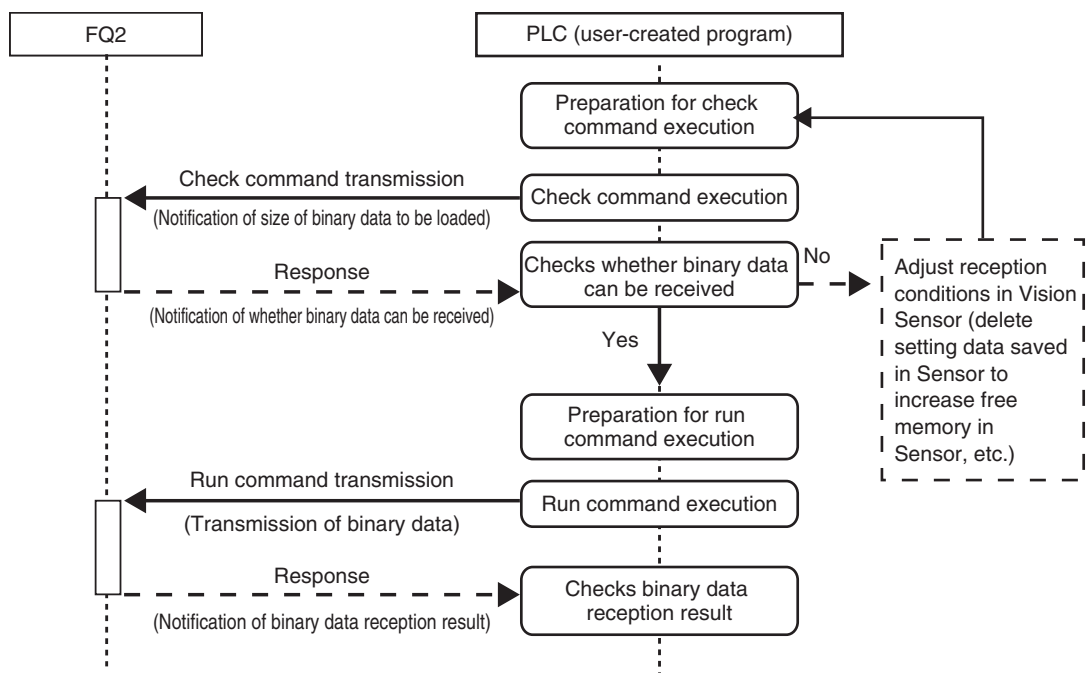 FQ2
PLC (user-created program)
Preparation for check
command execution
Check command transmission
(Notification of size of binary data to be loaded)
Check command execution
Response
(Notification of whether binary data can be received)
Checks whether binary data
can be received
No
Adjust reception
conditions in Vision
Sensor (delete
setting data saved
in Sensor to
increase free
memory in
Sensor, etc.)
Yes
Preparation for run
command execution
Run command transmission
(Transmission of binary data)
Run command execution
Response
(Notification of binary data reception result)
Checks binary data
reception result